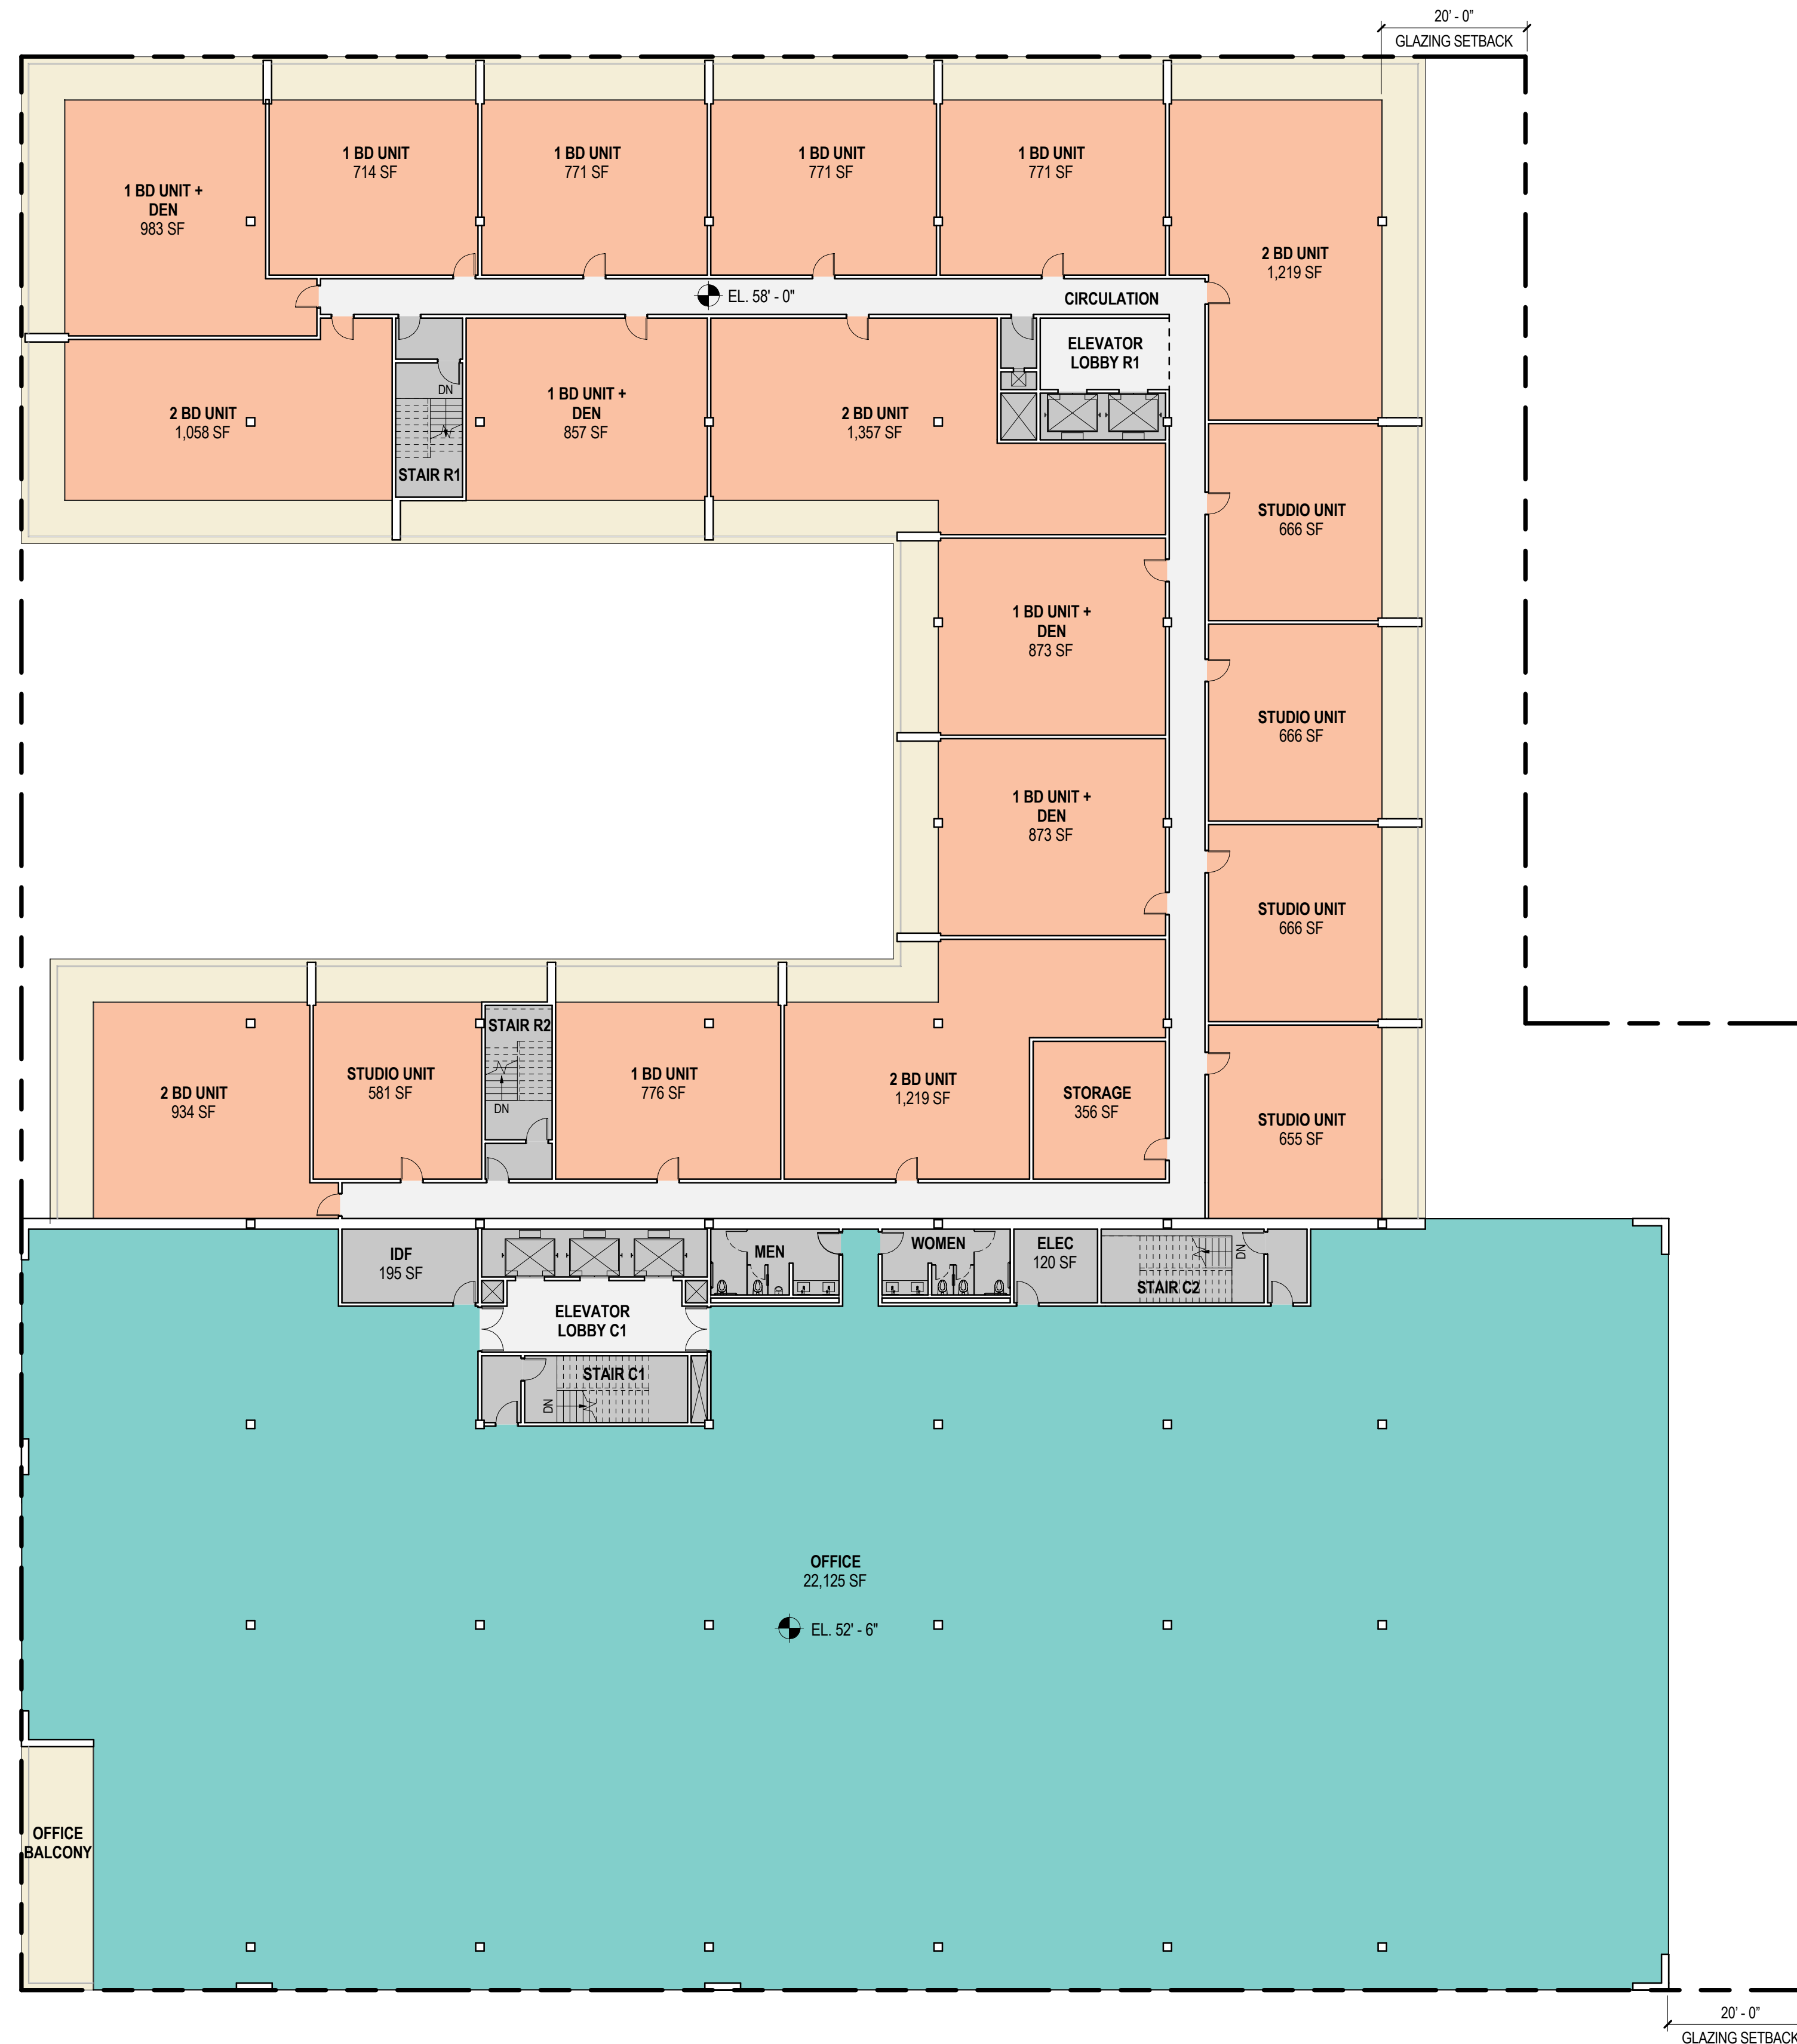 20' - 0"
GLAZING SETBACK
1 BD UNIT +
DEN
983 SF
1 BD UNIT
714 SF
1 BD UNIT
771 SF
1 BD UNIT
771 SF
1 BD UNIT
771 SF
2 BD UNIT
1,219 SF
EL. 58' - 0"
CIRCULATION
ELEVATOR
LOBBY R1
2 BD UNIT
1,058 SF
DN
STAIR R1
1 BD UNIT +
DEN
857 SF
2 BD UNIT
1,357 SF
STUDIO UNIT
666 SF
1 BD UNIT +
DEN
873 SF
STUDIO UNIT
666 SF
1 BD UNIT +
DEN
873 SF
STUDIO UNIT
666 SF
2 BD UNIT
934 SF
STUDIO UNIT
581 SF
STAIR R2
DN
1 BD UNIT
776 SF
2 BD UNIT
1,219 SF
STORAGE
356 SF
STUDIO UNIT
655 SF
IDF
195 SF
MEN
WOMEN
ELEC
120 SF
STAIR C2
DN
ELEVATOR
LOBBY C1
STAIR C1
DN
OFFICE
22,125 SF
EL. 52' - 6"
OFFICE
BALCONY
20' - 0"
GLAZING SETBACK